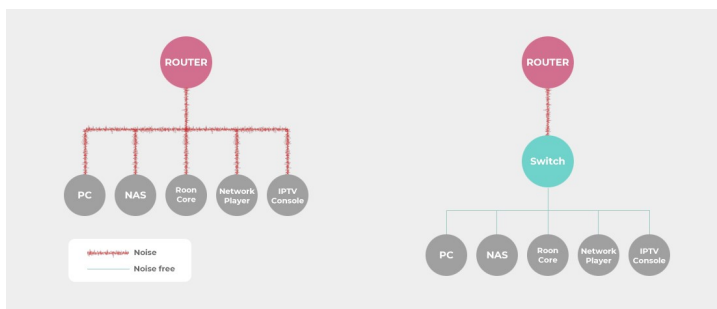 ROUTER
PC
NAS
Roon
Core
Network
Player
IPTV
Console
Noise
Noise free
ROUTER
Switch
PC
NAS
Roon
Core
Network
Player
IPTV
Console